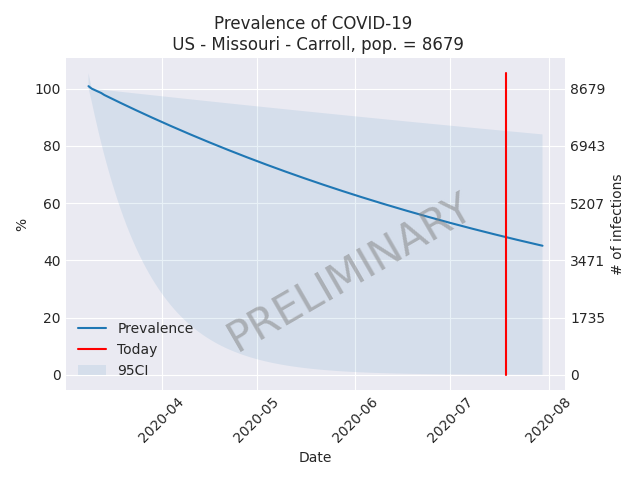 Prevalence of COVID-19
US - Missouri - Carroll, pop. = 8679
100
80
60
40
20
0
%
8679
6943
5207
3471
1735
0
# of infections
PRELIMINARY
Prevalence
Today
95CI
2020-04
2020-05
2020-06
2020-07
2020-08
Date